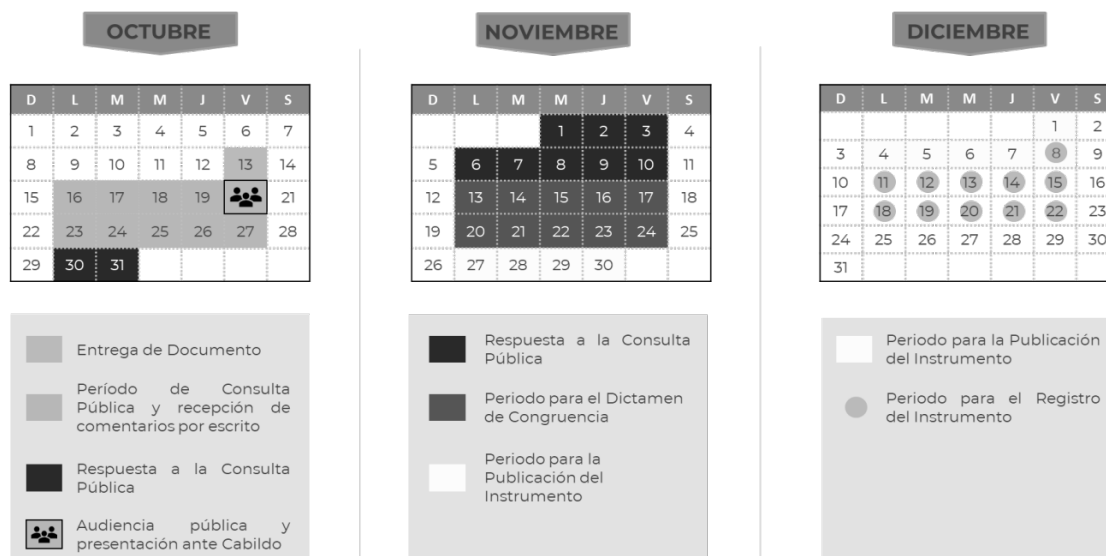 OCTUBRE
D L M M J V S
1 2 3 4 5 6 7
8 9 10 11 12 13 14
15 16 17 18 19 21
22 23 24 25 26 27 28
29 30 31
Entrega de Documento
Período de Consulta
Pública y recepción de
comentarios por escrito
Respuesta a la Consulta
Pública
Audiencia pública y
presentación ante Cabildo
NOVIEMBRE
D L M M J V S
1 2 3 4
5 6 7 8 9 10 11
12 13 14 15 16 17 18
19 20 21 22 23 24 25
26 27 28 29 30
Respuesta a la Consulta
Pública
Periodo para el Dictamen
de Congruencia
Periodo para la
Publicación del
Instrumento
DICIEMBRE
D L M M J V S
1 2
3 4 5 6 7 8 9
10 11 12 13 14 15 16
17 18 19 20 21 22 23
24 25 26 27 28 29 30
31
Periodo para la Publicación
del Instrumento
Periodo para el Registro
del Instrumento